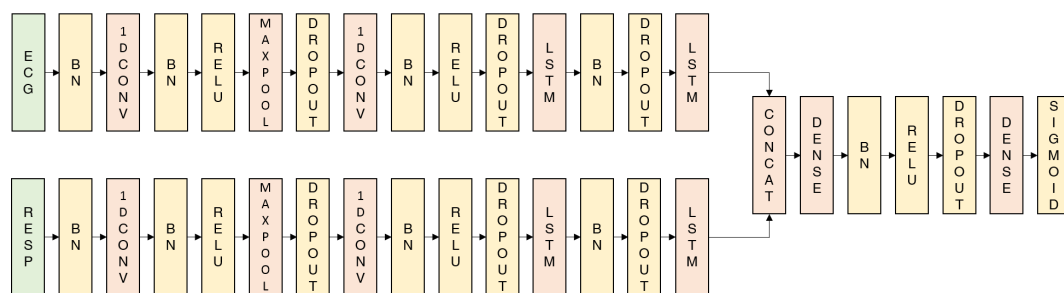 ECG
BN
1DCONV
BN
RELU
MAXPOOL
DROPOUT
1DCONV
BN
RELU
DROPOUT
LSTM
BN
DROPOUT
LSTM
RESP
BN
1DCONV
BN
RELU
MAXPOOL
DROPOUT
1DCONV
BN
RELU
DROPOUT
LSTM
BN
DROPOUT
LSTM
CONCAT
DENSE
BN
RELU
DROPOUT
DENSE
SIGMOID